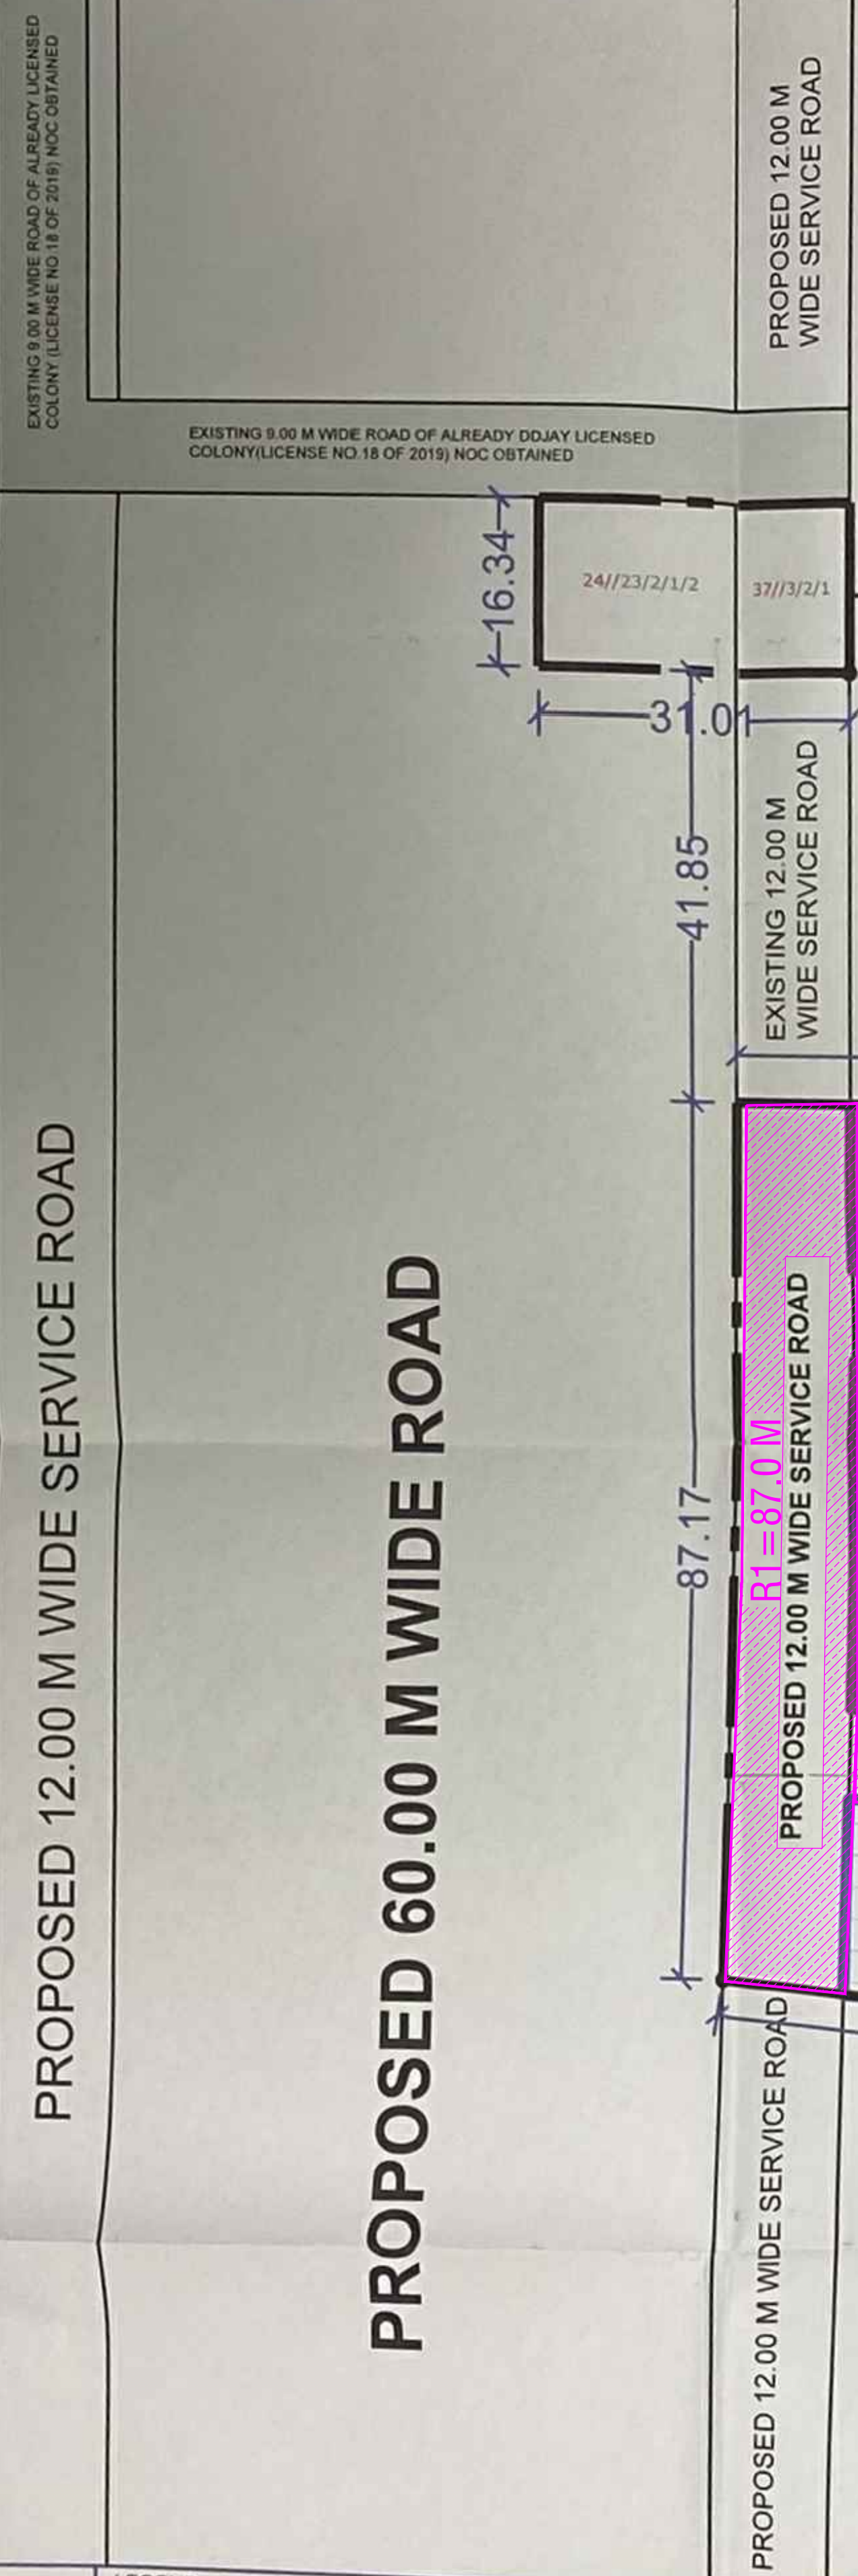 EXISTING 9.00 M WIDE ROAD OF ALREADY LICENSED
COLONY (LICENSE NO.18 OF 2019) NOC OBTAINED
PROPOSED 12.00 M
WIDE SERVICE ROAD
EXISTING 9.00 M WIDE ROAD OF ALREADY DDJAY LICENSED
COLONY(LICENSE NO.18 OF 2019) NOC OBTAINED
16.34
24//23/2/1/2
37//3/2/1
31.01
41.85
EXISTING 12.00 M
WIDE SERVICE ROAD
PROPOSED 12.00 M WIDE SERVICE ROAD
PROPOSED 60.00 M WIDE ROAD
87.17
R1=87.0 M
PROPOSED 12.00 M WIDE SERVICE ROAD
PROPOSED 12.00 M WIDE SERVICE ROAD